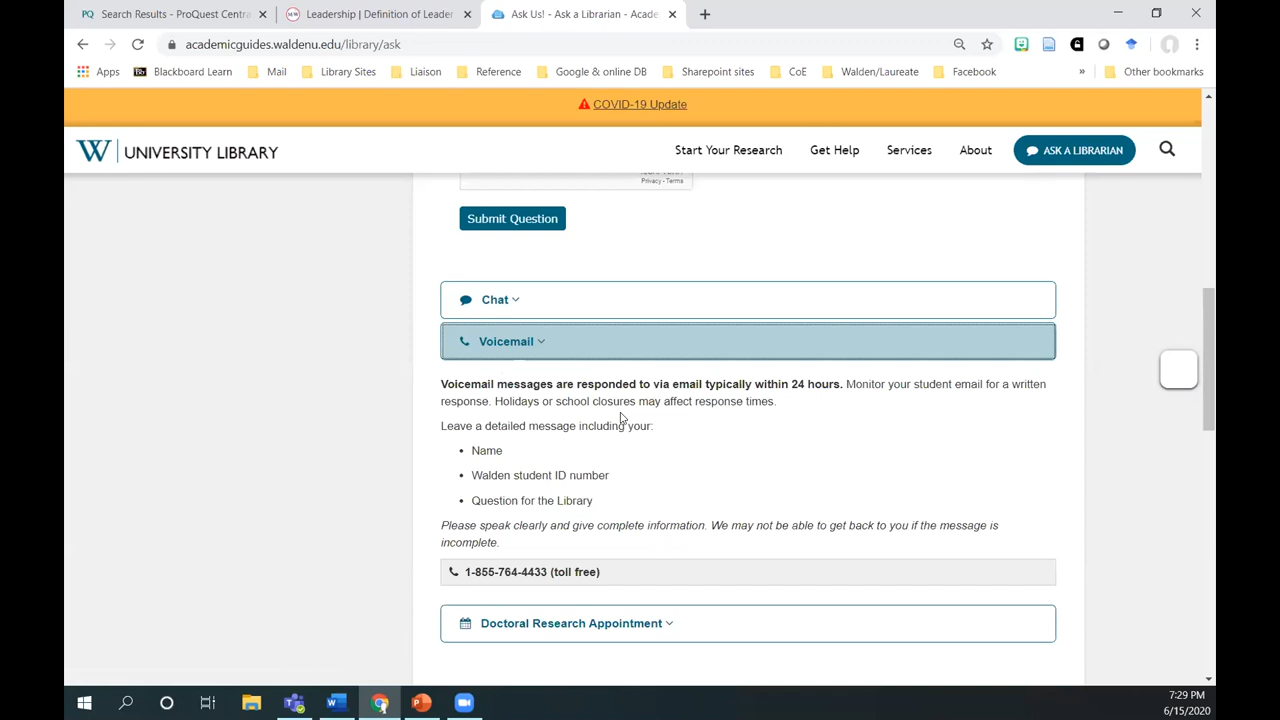 PQ Search Results - ProQuest Centra
Leadership | Definition of Leader
Ask Us! - Ask a Librarian - Acade
academicguides.waldenu.edu/library/ask
Apps
Bb Blackboard Learn
Mail
Library Sites
Liaison
Reference
Google & online DB
Sharepoint sites
CoE
Walden/Laureate
Facebook
»
Other bookmarks
COVID-19 Update
W UNIVERSITY LIBRARY
Start Your Research
Get Help
Services
About
ASK A LIBRARIAN
Privacy - Terms
Submit Question
Chat
Voicemail
Voicemail messages are responded to via email typically within 24 hours. Monitor your student email for a written
response. Holidays or school closures may affect response times.
Leave a detailed message including your:
• Name
• Walden student ID number
• Question for the Library
Please speak clearly and give complete information. We may not be able to get back to you if the message is
incomplete.
1-855-764-4433 (toll free)
Doctoral Research Appointment
7:29 PM
6/15/2020